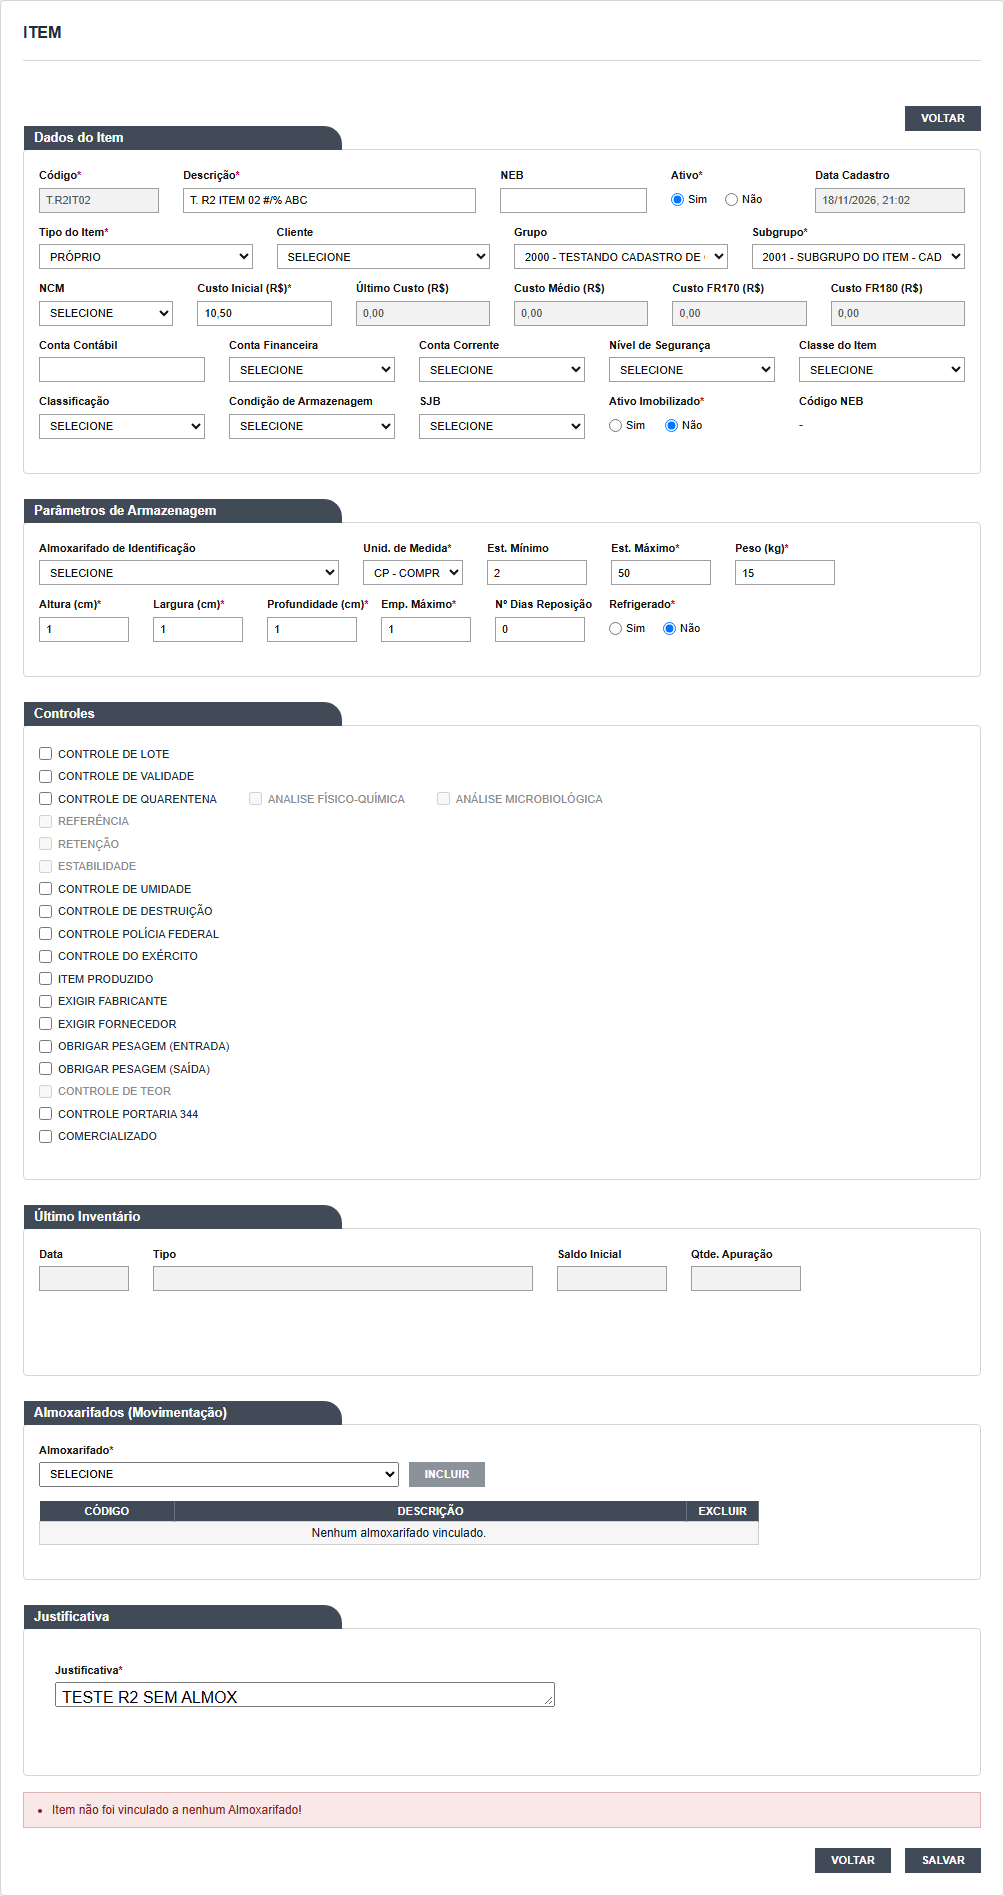 ITEM
VOLTAR
Dados do Item
Código* Descrição* NEB Ativo* Data Cadastro
T.R2IT02 T. R2 ITEM 02 #/% ABC Sim Não 18/11/2026, 21:02
Tipo do Item* Cliente Grupo Subgrupo*
PRÓPRIO SELECIONE 2000 - TESTANDO CADASTRO DE 2001 - SUBGRUPO DO ITEM - CAD
NCM Custo Inicial (R$)* Último Custo (R$) Custo Médio (R$) Custo FR170 (R$) Custo FR180 (R$)
SELECIONE 10,50 0,00 0,00 0,00 0,00
Conta Contábil Conta Financeira Conta Corrente Nível de Segurança Classe do Item
SELECIONE SELECIONE SELECIONE SELECIONE
Classificação Condição de Armazenagem SJB Ativo Imobilizado* Código NEB
SELECIONE SELECIONE SELECIONE Sim Não -
Parâmetros de Armazenagem
Almoxarifado de Identificação Unid. de Medida* Est. Mínimo Est. Máximo* Peso (kg)*
SELECIONE CP - COMPR 2 50 15
Altura (cm)* Largura (cm)* Profundidade (cm)* Emp. Máximo* Nº Dias Reposição Refrigerado*
1 1 1 1 0 Sim Não
Controles
CONTROLE DE LOTE
CONTROLE DE VALIDADE
CONTROLE DE QUARENTENA ANALISE FÍSICO-QUÍMICA ANÁLISE MICROBIOLÓGICA
REFERÊNCIA
RETENÇÃO
ESTABILIDADE
CONTROLE DE UMIDADE
CONTROLE DE DESTRUIÇÃO
CONTROLE POLÍCIA FEDERAL
CONTROLE DO EXÉRCITO
ITEM PRODUZIDO
EXIGIR FABRICANTE
EXIGIR FORNECEDOR
OBRIGAR PESAGEM (ENTRADA)
OBRIGAR PESAGEM (SAÍDA)
CONTROLE DE TEOR
CONTROLE PORTARIA 344
COMERCIALIZADO
Último Inventário
Data Tipo Saldo Inicial Qtde. Apuração
Almoxarifados (Movimentação)
Almoxarifado*
SELECIONE INCLUIR
CÓDIGO DESCRIÇÃO EXCLUIR
Nenhum almoxarifado vinculado.
Justificativa
Justificativa*
TESTE R2 SEM ALMOX
• Item não foi vinculado a nenhum Almoxarifado!
VOLTAR SALVAR